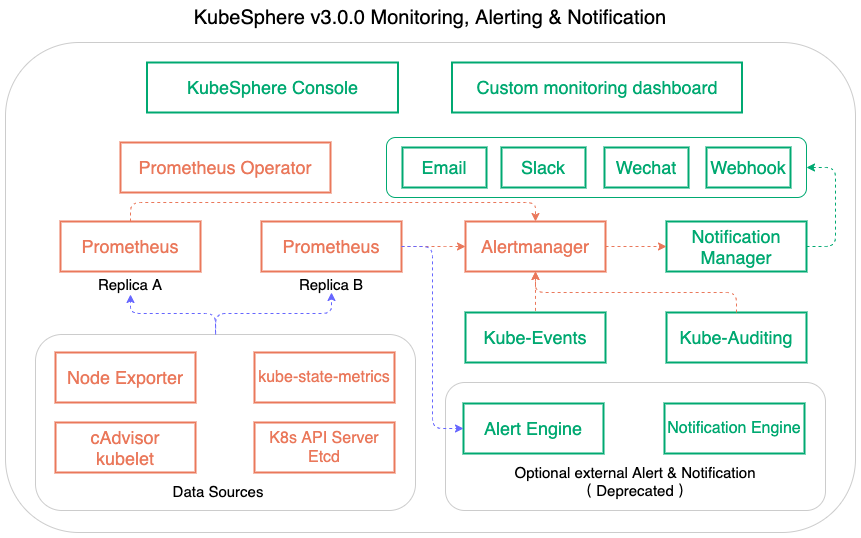 KubeSphere v3.0.0 Monitoring, Alerting & Notification
KubeSphere Console
Custom monitoring dashboard
Prometheus Operator
Email
Slack
Wechat
Webhook
Prometheus
Replica A
Prometheus
Replica B
Alertmanager
Notification
Manager
Kube-Events
Kube-Auditing
Node Exporter
kube-state-metrics
cAdvisor
kubelet
K8s API Server
Etcd
Data Sources
Alert Engine
Notification Engine
Optional external Alert & Notification
( Deprecated )